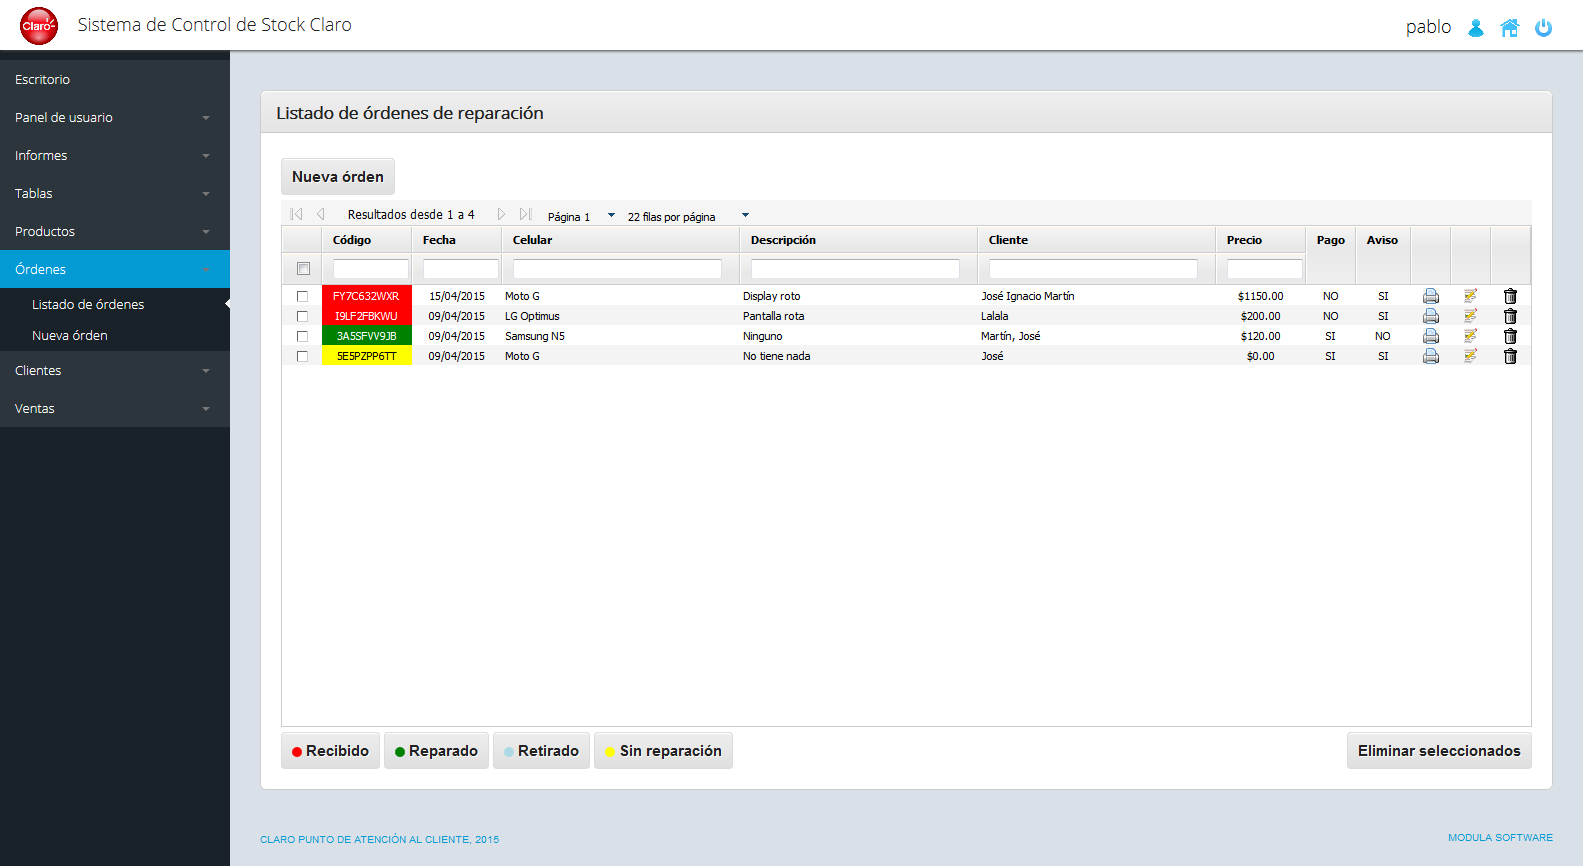 Claro Sistema de Control de Stock Claro pablo
Escritorio
Panel de usuario
Informes
Tablas
Productos
Órdenes
Listado de órdenes
Nueva órden
Clientes
Ventas
Listado de órdenes de reparación
Nueva órden
Resultados desde 1 a 4 Página 1 22 filas por página
Código Fecha Celular Descripción Cliente Precio Pago Aviso
FY7C632WXR 15/04/2015 Moto G Display roto José Ignacio Martín $1150.00 NO SI
I9LF2FBKWU 09/04/2015 LG Optimus Pantalla rota Lalala $200.00 NO SI
3A5SFVV9JB 09/04/2015 Samsung N5 Ninguno Martín, José $120.00 SI NO
5E5PZPP6TT 09/04/2015 Moto G No tiene nada José $0.00 SI SI
Recibido Reparado Retirado Sin reparación Eliminar seleccionados
CLARO PUNTO DE ATENCIÓN AL CLIENTE, 2015 MODULA SOFTWARE